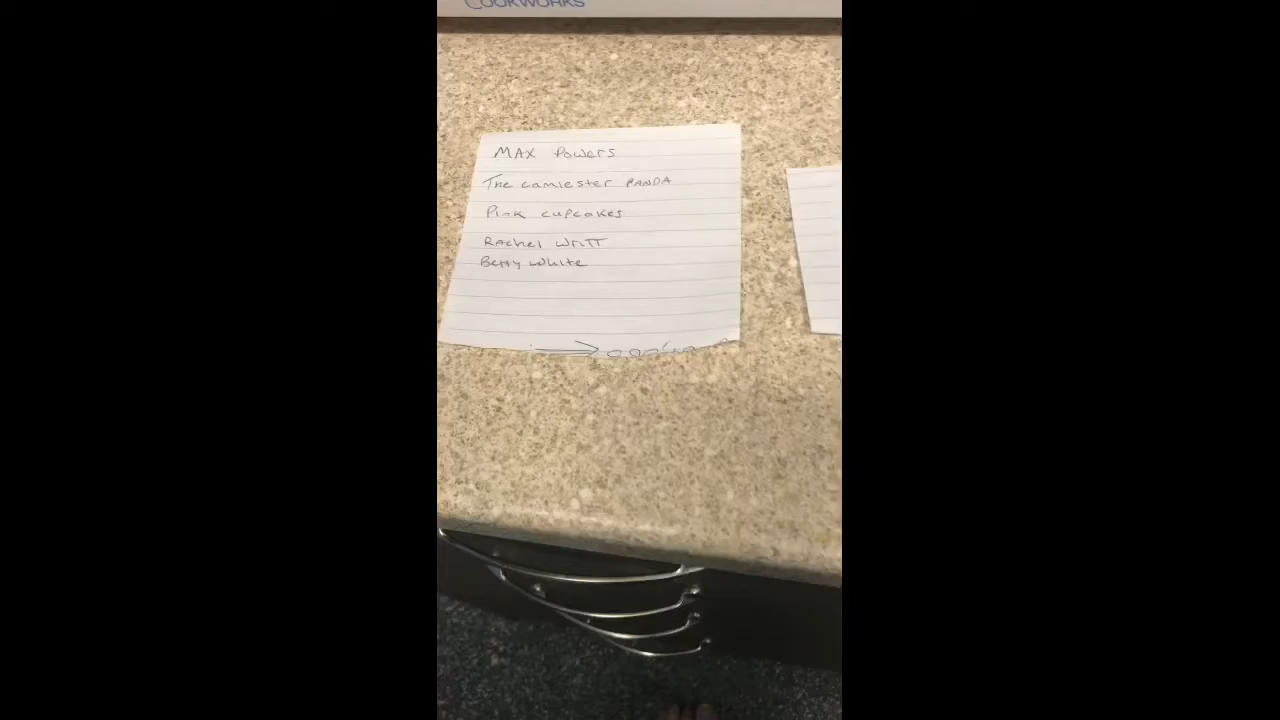 COOKWORKS
MAX Powers
The camlester PANDA
Pink cupcakes
Rachel Writt
Betty White